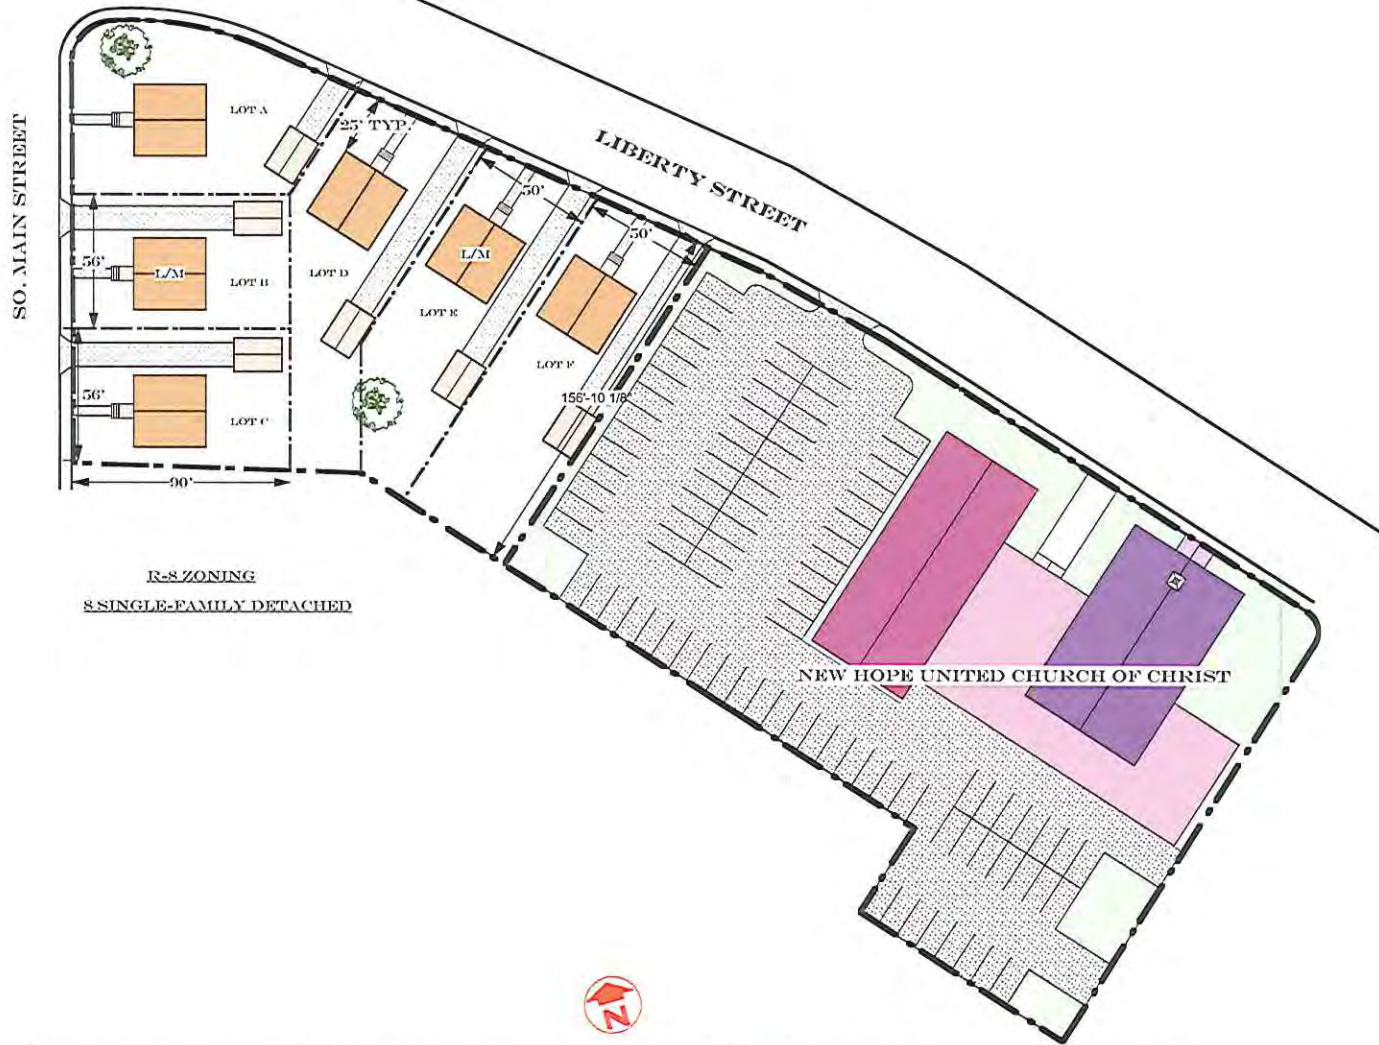 LOT A
SO. MAIN STREET
25' TYP.
LIBERTY STREET
50'
50'
56'
L/M
LOT B
LOT D
L/M
LOT E
LOT F
156'-10 1/8"
56'
LOT C
90'
R-8 ZONING
8 SINGLE-FAMILY DETACHED
NEW HOPE UNITED CHURCH OF CHRIST
N